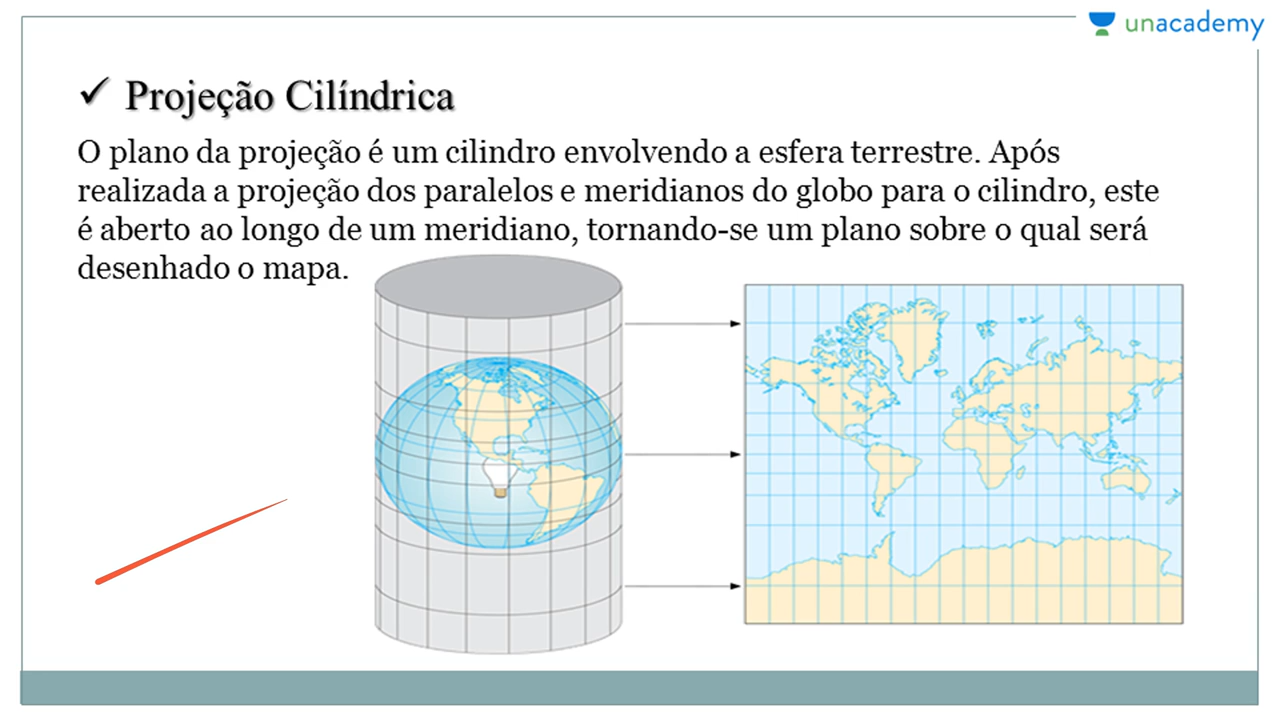 unacademy
Projeção Cilíndrica
O plano da projeção é um cilindro envolvendo a esfera terrestre. Após
realizada a projeção dos paralelos e meridianos do globo para o cilindro, este
é aberto ao longo de um meridiano, tornando-se um plano sobre o qual será
desenhado o mapa.